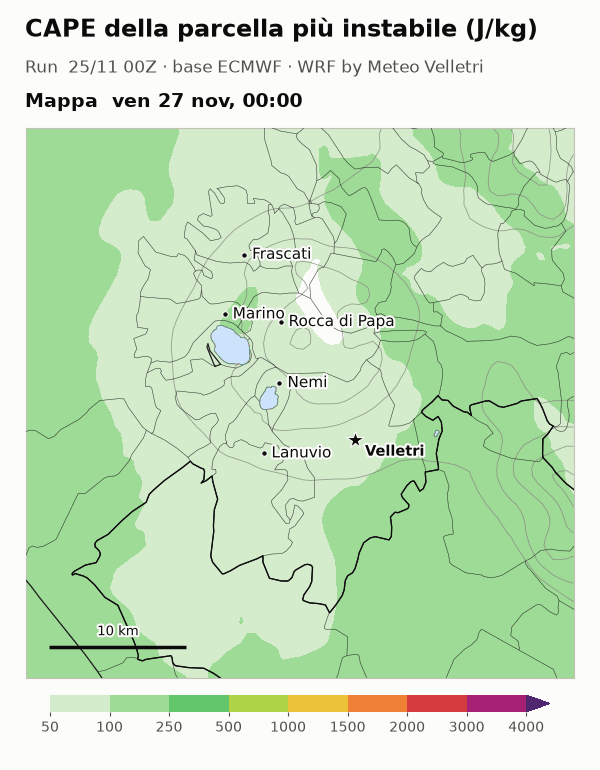 CAPE della parcella più instabile (J/kg)
Run  25/11 00Z · base ECMWF · WRF by Meteo Velletri
Mappa  ven 27 nov, 00:00
Frascati
Marino
Rocca di Papa
Nemi
Velletri
Lanuvio
10 km
50 100 250 500 1000 1500 2000 3000 4000